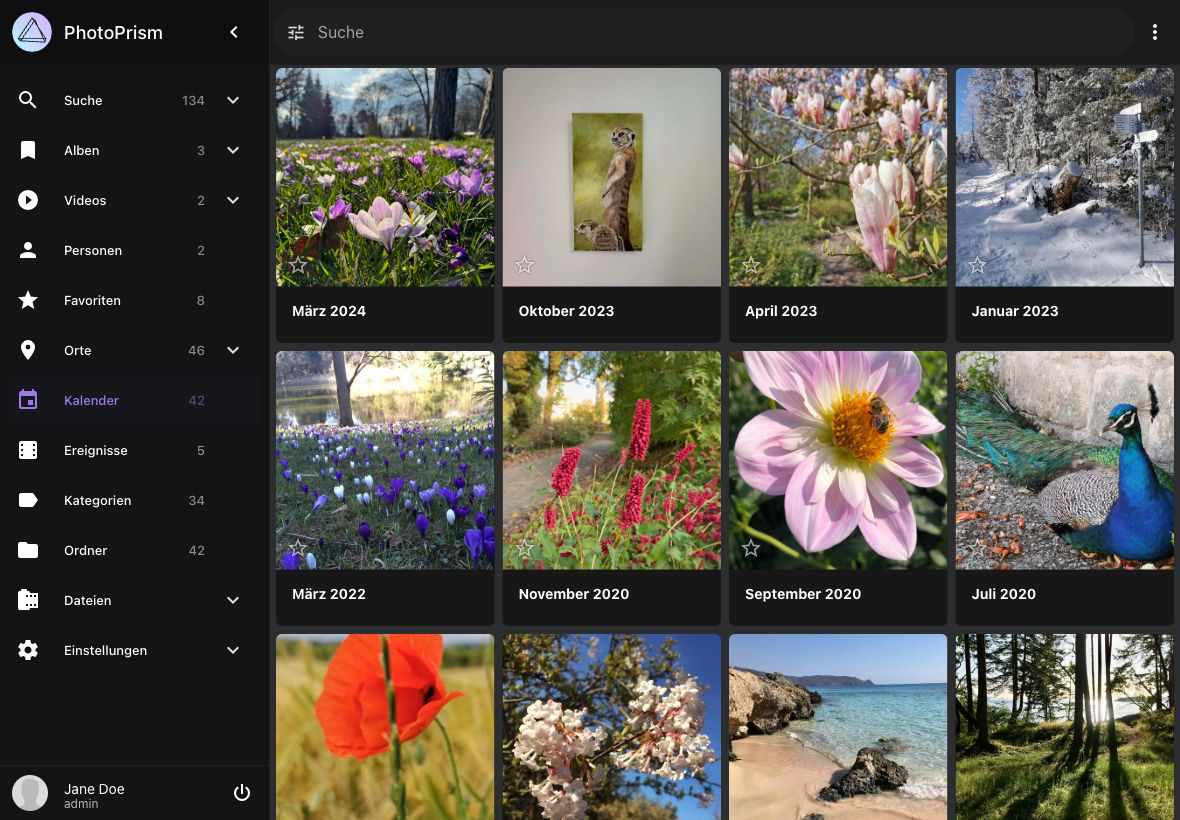 PhotoPrism
Suche
Suche 134
Alben 3
Videos 2
Personen 2
Favoriten 8
Orte 46
Kalender 42
Ereignisse 5
Kategorien 34
Ordner 42
Dateien
Einstellungen
Jane Doe
admin
März 2024
Oktober 2023
April 2023
Januar 2023
März 2022
November 2020
September 2020
Juli 2020